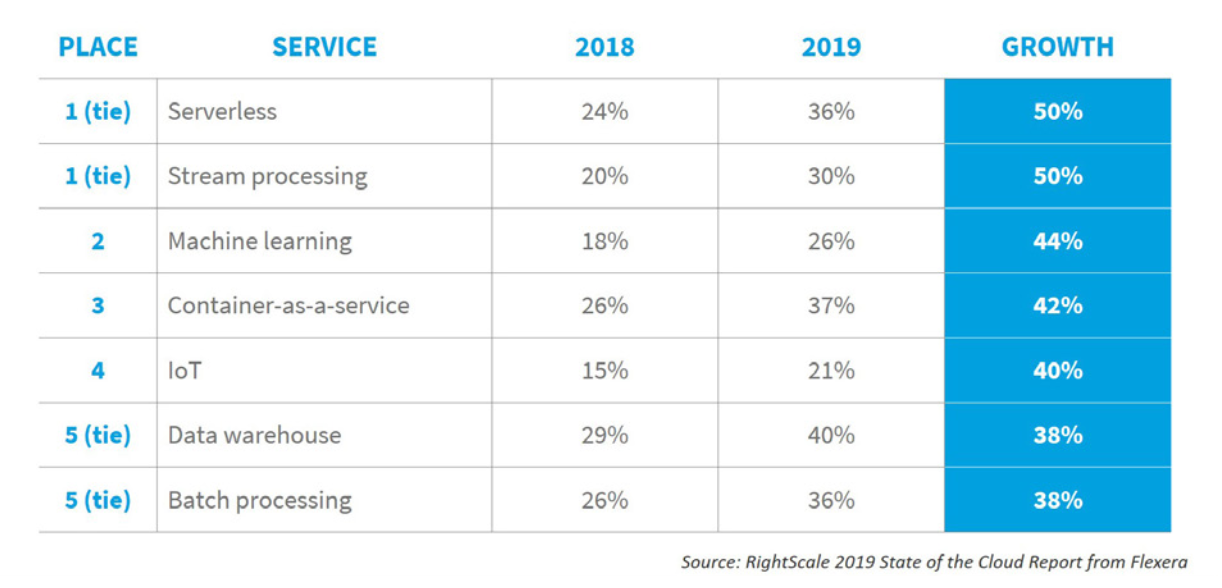 PLACE SERVICE 2018 2019 GROWTH
1 (tie) Serverless 24% 36% 50%
1 (tie) Stream processing 20% 30% 50%
2 Machine learning 18% 26% 44%
3 Container-as-a-service 26% 37% 42%
4 IoT 15% 21% 40%
5 (tie) Data warehouse 29% 40% 38%
5 (tie) Batch processing 26% 36% 38%
Source: RightScale 2019 State of the Cloud Report from Flexera